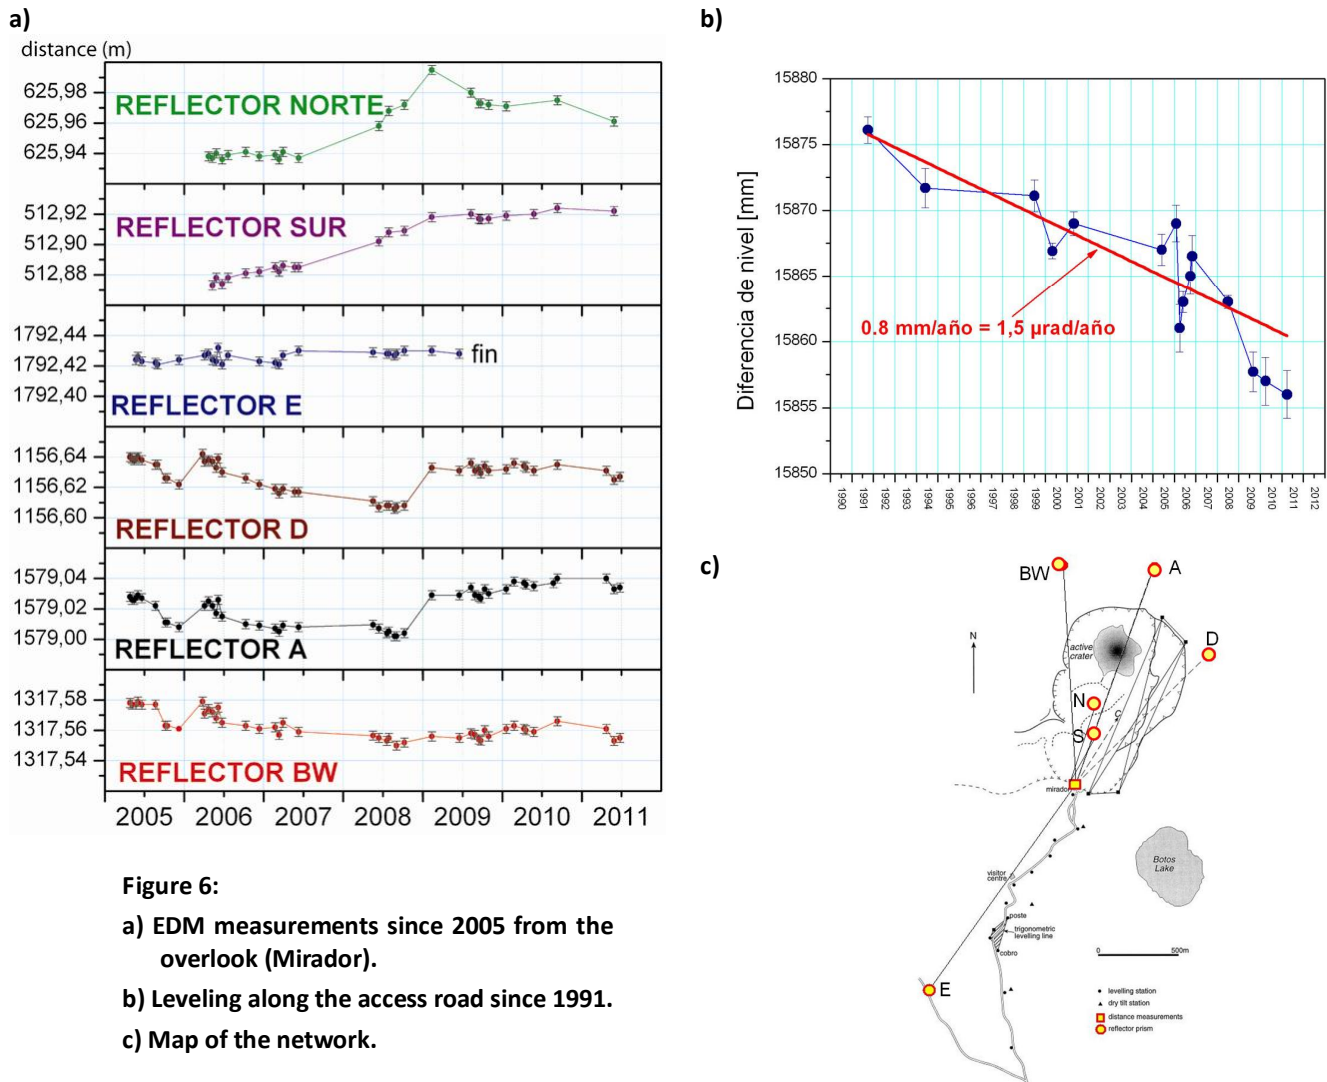 a)
distance (m)
625,98
625,96
625,94
REFLECTOR NORTE
512,92
512,90
512,88
REFLECTOR SUR
1792,44
1792,42
1792,40
fin
REFLECTOR E
1156,64
1156,62
1156,60
REFLECTOR D
1579,04
1579,02
1579,00
REFLECTOR A
1317,58
1317,56
1317,54
REFLECTOR BW
2005 2006 2007 2008 2009 2010 2011
b)
Diferencia de nivel [mm]
15880
15875
15870
15865
15860
15855
15850
0.8 mm/año = 1,5 µrad/año
1990 1991 1992 1993 1994 1995 1996 1997 1998 1999 2000 2001 2002 2003 2004 2005 2006 2007 2008 2009 2010 2011 2012
c)
BW
A
D
N
active
crater
N
C
S
mirador
Botos
Lake
visitor
centre
poste
trigonometric
levelling line
cobro
0 500m
E
levelling station
dry tilt station
distance measurements
reflector prism
Figure 6:
a) EDM measurements since 2005 from the
overlook (Mirador).
b) Leveling along the access road since 1991.
c) Map of the network.